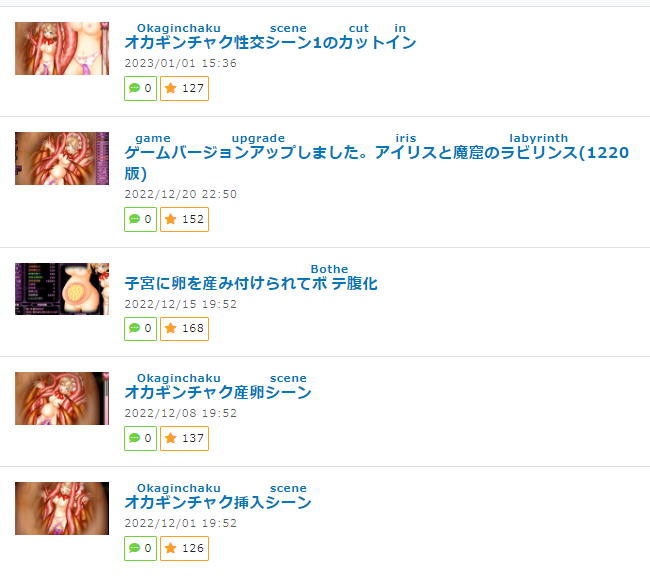 Okaginchaku scene cut in
オカギンチャク性交シーン1のカットイン
2023/01/01 15:36
0 127
game upgrade iris labyrinth
ゲームバージョンアップしました。アイリスと魔窟のラビリンス(1220
版)
2022/12/20 22:50
0 152
Bothe
子宮に卵を産み付けられてボテ腹化
2022/12/15 19:52
0 168
Okaginchaku scene
オカギンチャク産卵シーン
2022/12/08 19:52
0 137
Okaginchaku scene
オカギンチャク挿入シーン
2022/12/01 19:52
0 126